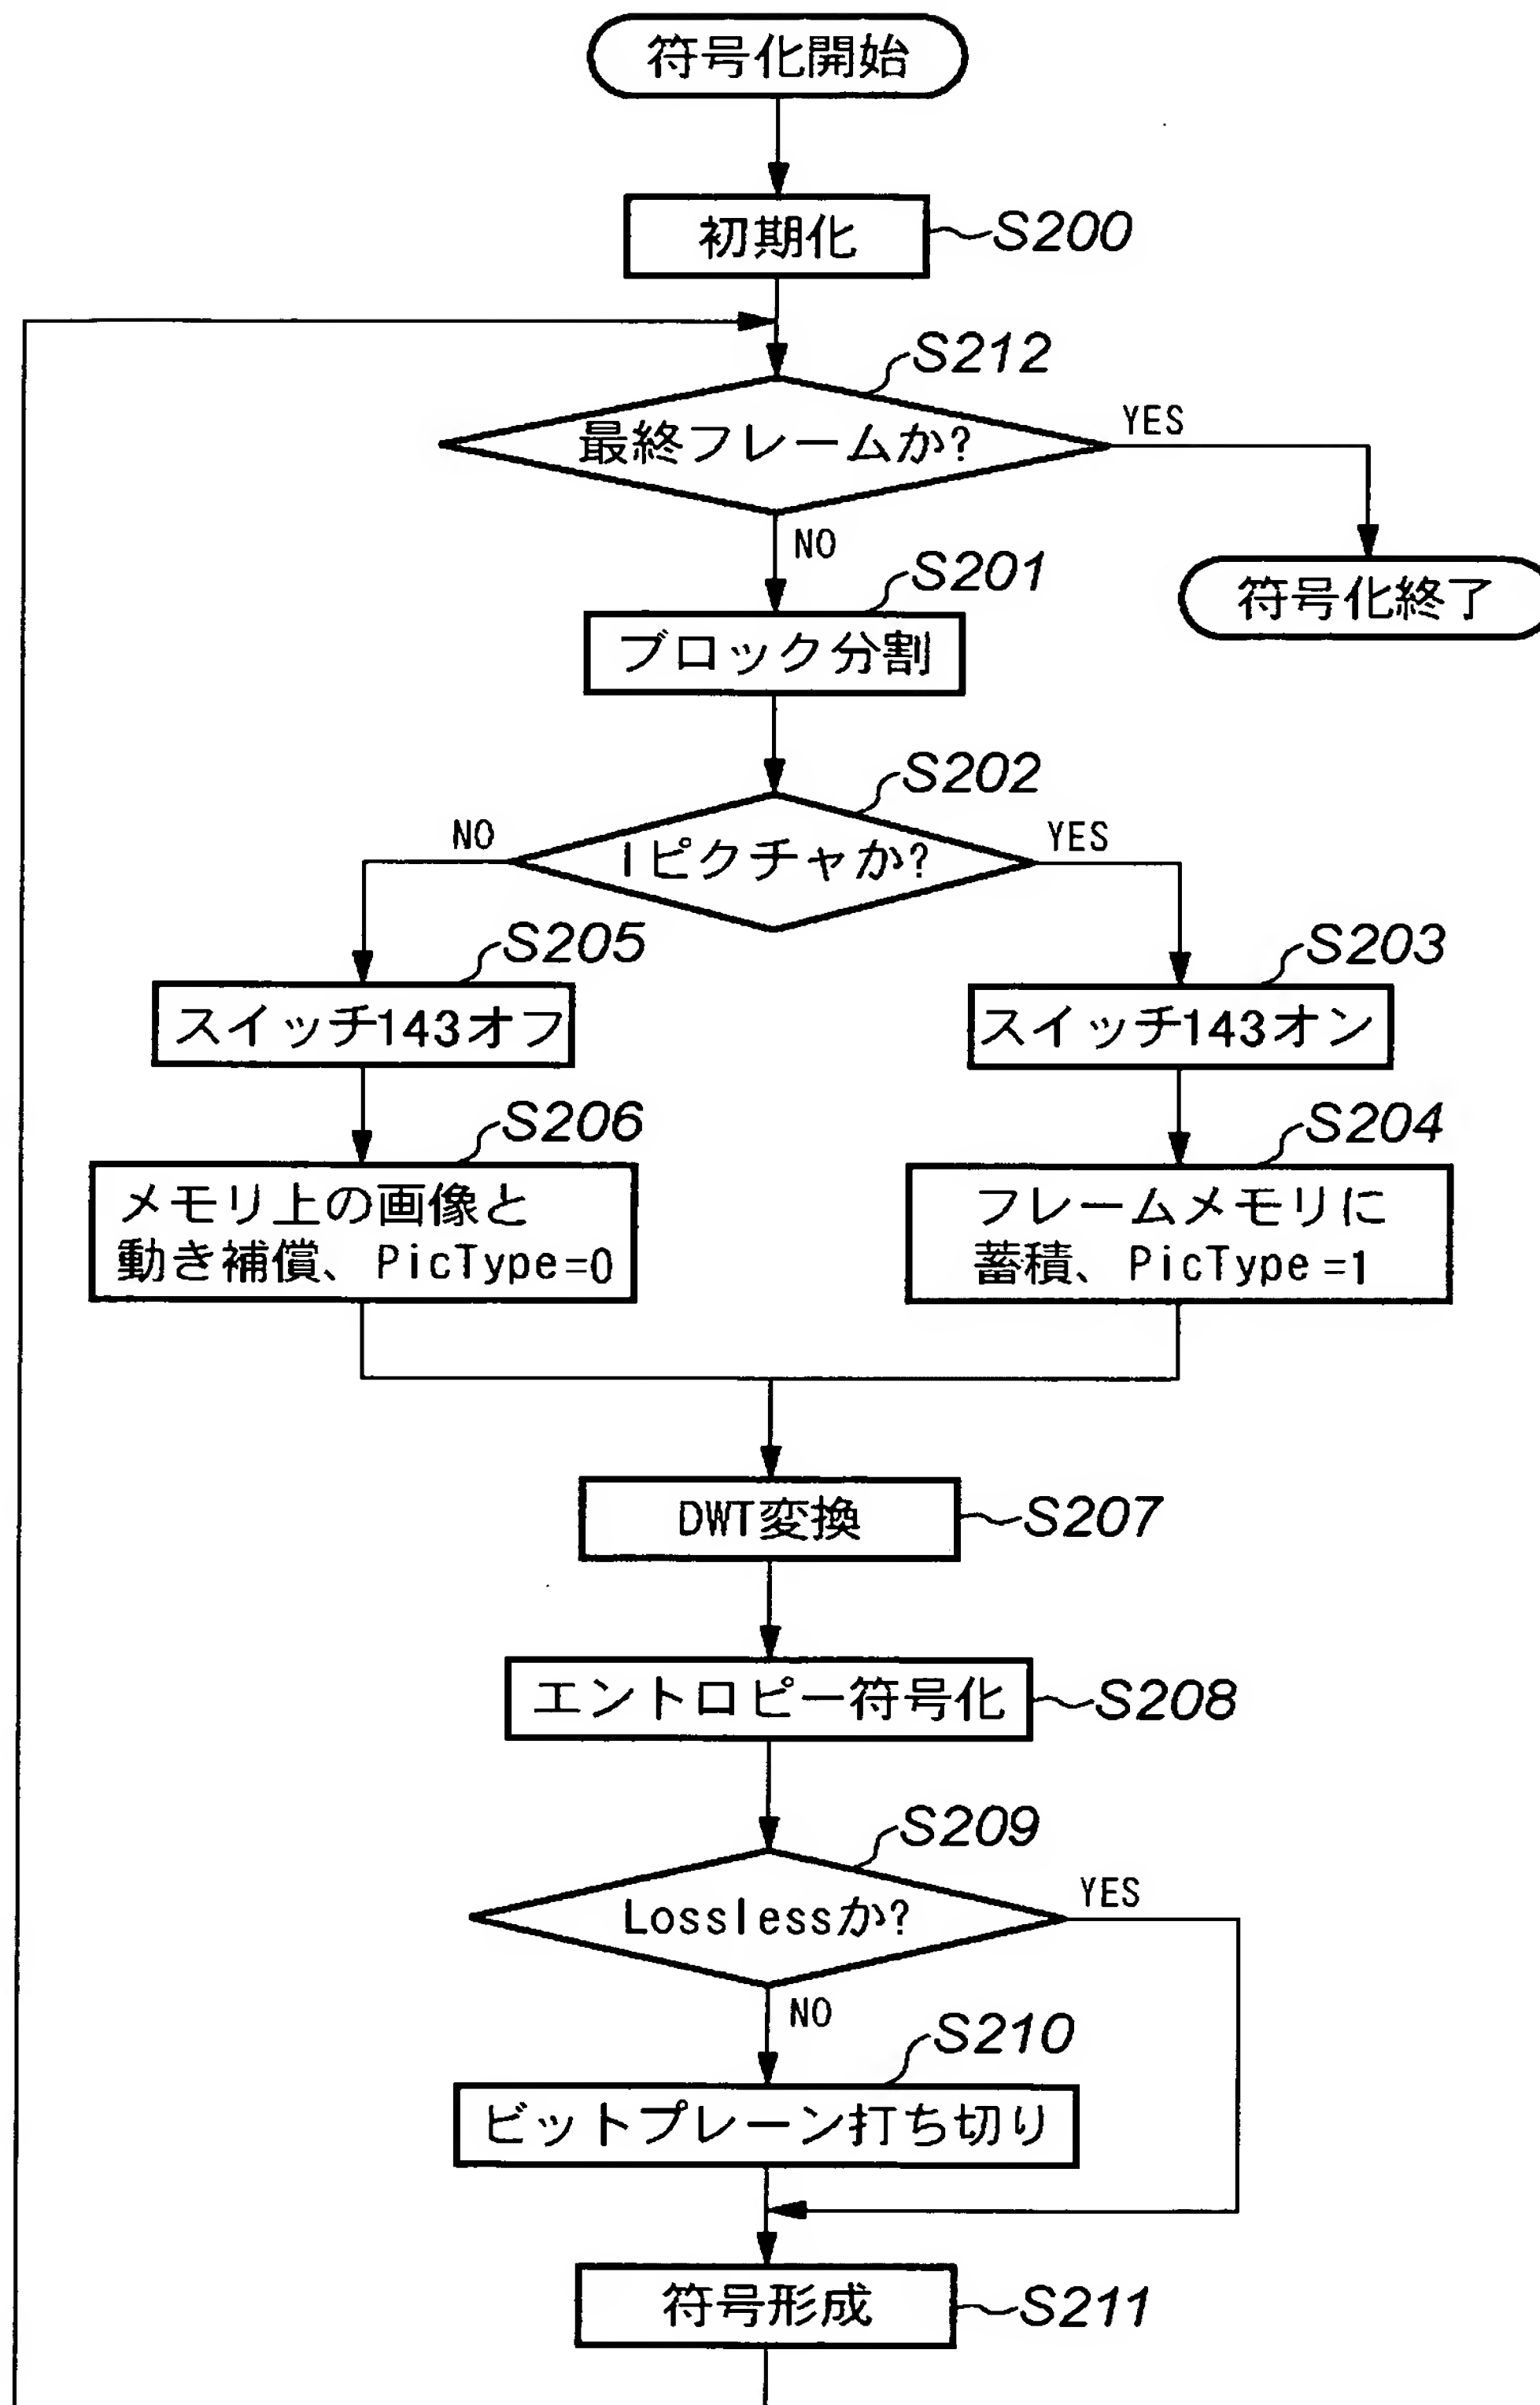 符号化開始
初期化
S200
S212
最終フレームか?
YES
NO
S201
符号化終了
ブロック分割
S202
NO
Iピクチャか?
YES
S205
S203
スイッチ143オフ
スイッチ143オン
S206
S204
メモリ上の画像と
動き補償、PicType=0
フレームメモリに
蓄積、PicType=1
DWT変換
S207
エントロピー符号化
S208
S209
Losslessか?
YES
NO
S210
ビットプレーン打ち切り
符号形成
S211